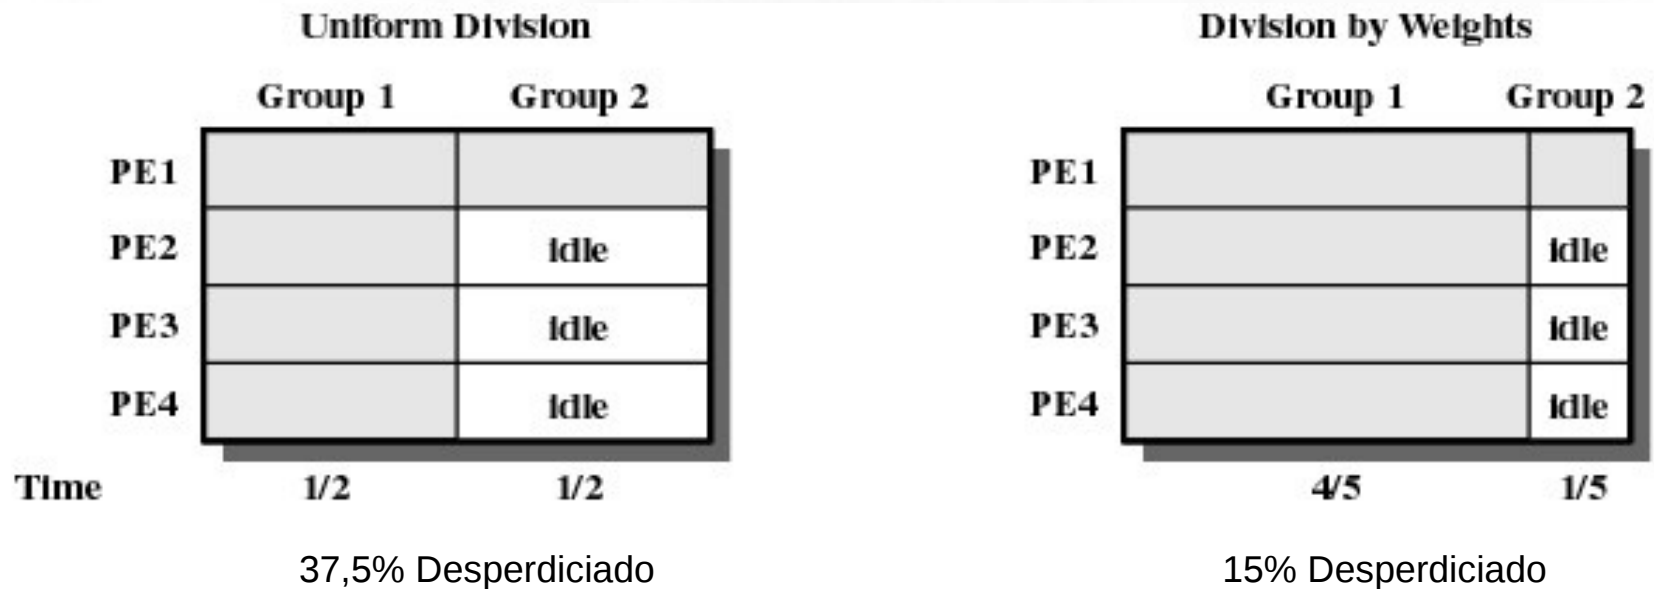 Uniform Division
Group 1 Group 2
PE1
PE2 idle
PE3 idle
PE4 idle
Time 1/2 1/2
37,5% Desperdiciado
Division by Weights
Group 1 Group 2
PE1
PE2 idle
PE3 idle
PE4 idle
4/5 1/5
15% Desperdiciado